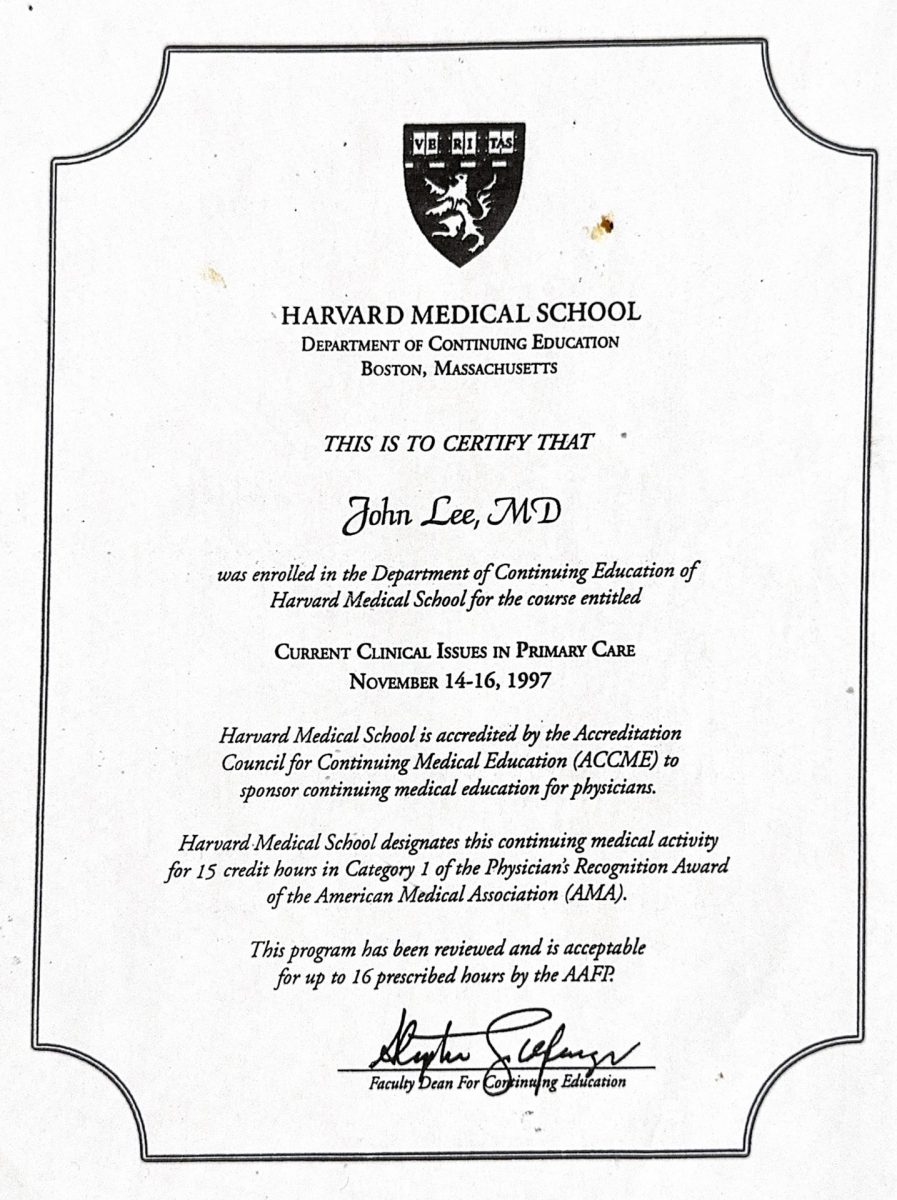 VE RI TAS
HARVARD MEDICAL SCHOOL
DEPARTMENT OF CONTINUING EDUCATION
BOSTON, MASSACHUSETTS
THIS IS TO CERTIFY THAT
John Lee, MD
was enrolled in the Department of Continuing Education of
Harvard Medical School for the course entitled
CURRENT CLINICAL ISSUES IN PRIMARY CARE
NOVEMBER 14-16, 1997
Harvard Medical School is accredited by the Accreditation
Council for Continuing Medical Education (ACCME) to
sponsor continuing medical education for physicians.
Harvard Medical School designates this continuing medical activity
for 15 credit hours in Category 1 of the Physician's Recognition Award
of the American Medical Association (AMA).
This program has been reviewed and is acceptable
for up to 16 prescribed hours by the AAFP.
Faculty Dean For Continuing Education